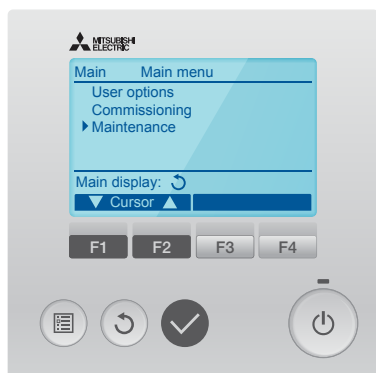 MITSUBISHI
ELECTRIC
Main Main menu
User options
Commissioning
Maintenance
Main display:
Cursor
F1 F2 F3 F4